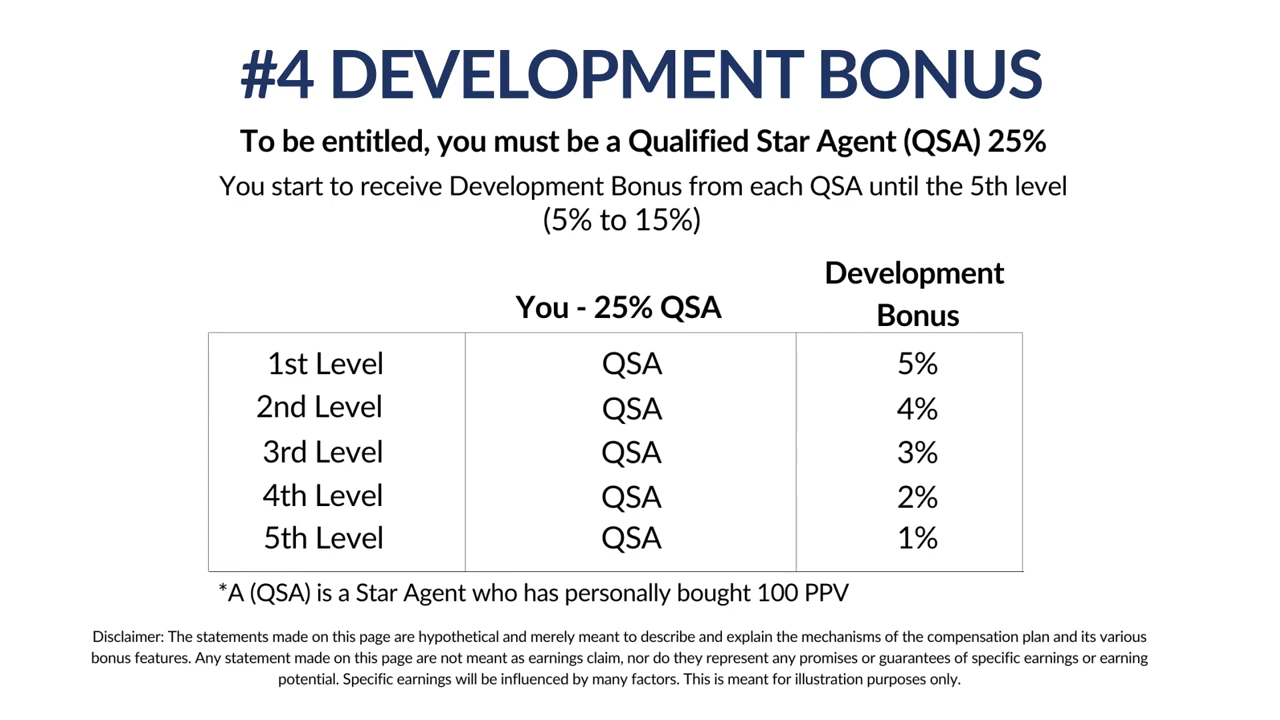 #4 DEVELOPMENT BONUS
To be entitled, you must be a Qualified Star Agent (QSA) 25%
You start to receive Development Bonus from each QSA until the 5th level
(5% to 15%)
Development
You - 25% QSA Bonus
1st Level QSA 5%
2nd Level QSA 4%
3rd Level QSA 3%
4th Level QSA 2%
5th Level QSA 1%
*A (QSA) is a Star Agent who has personally bought 100 PPV
Disclaimer: The statements made on this page are hypothetical and merely meant to describe and explain the mechanisms of the compensation plan and its various
bonus features. Any statement made on this page are not meant as earnings claim, nor do they represent any promises or guarantees of specific earnings or earning
potential. Specific earnings will be influenced by many factors. This is meant for illustration purposes only.